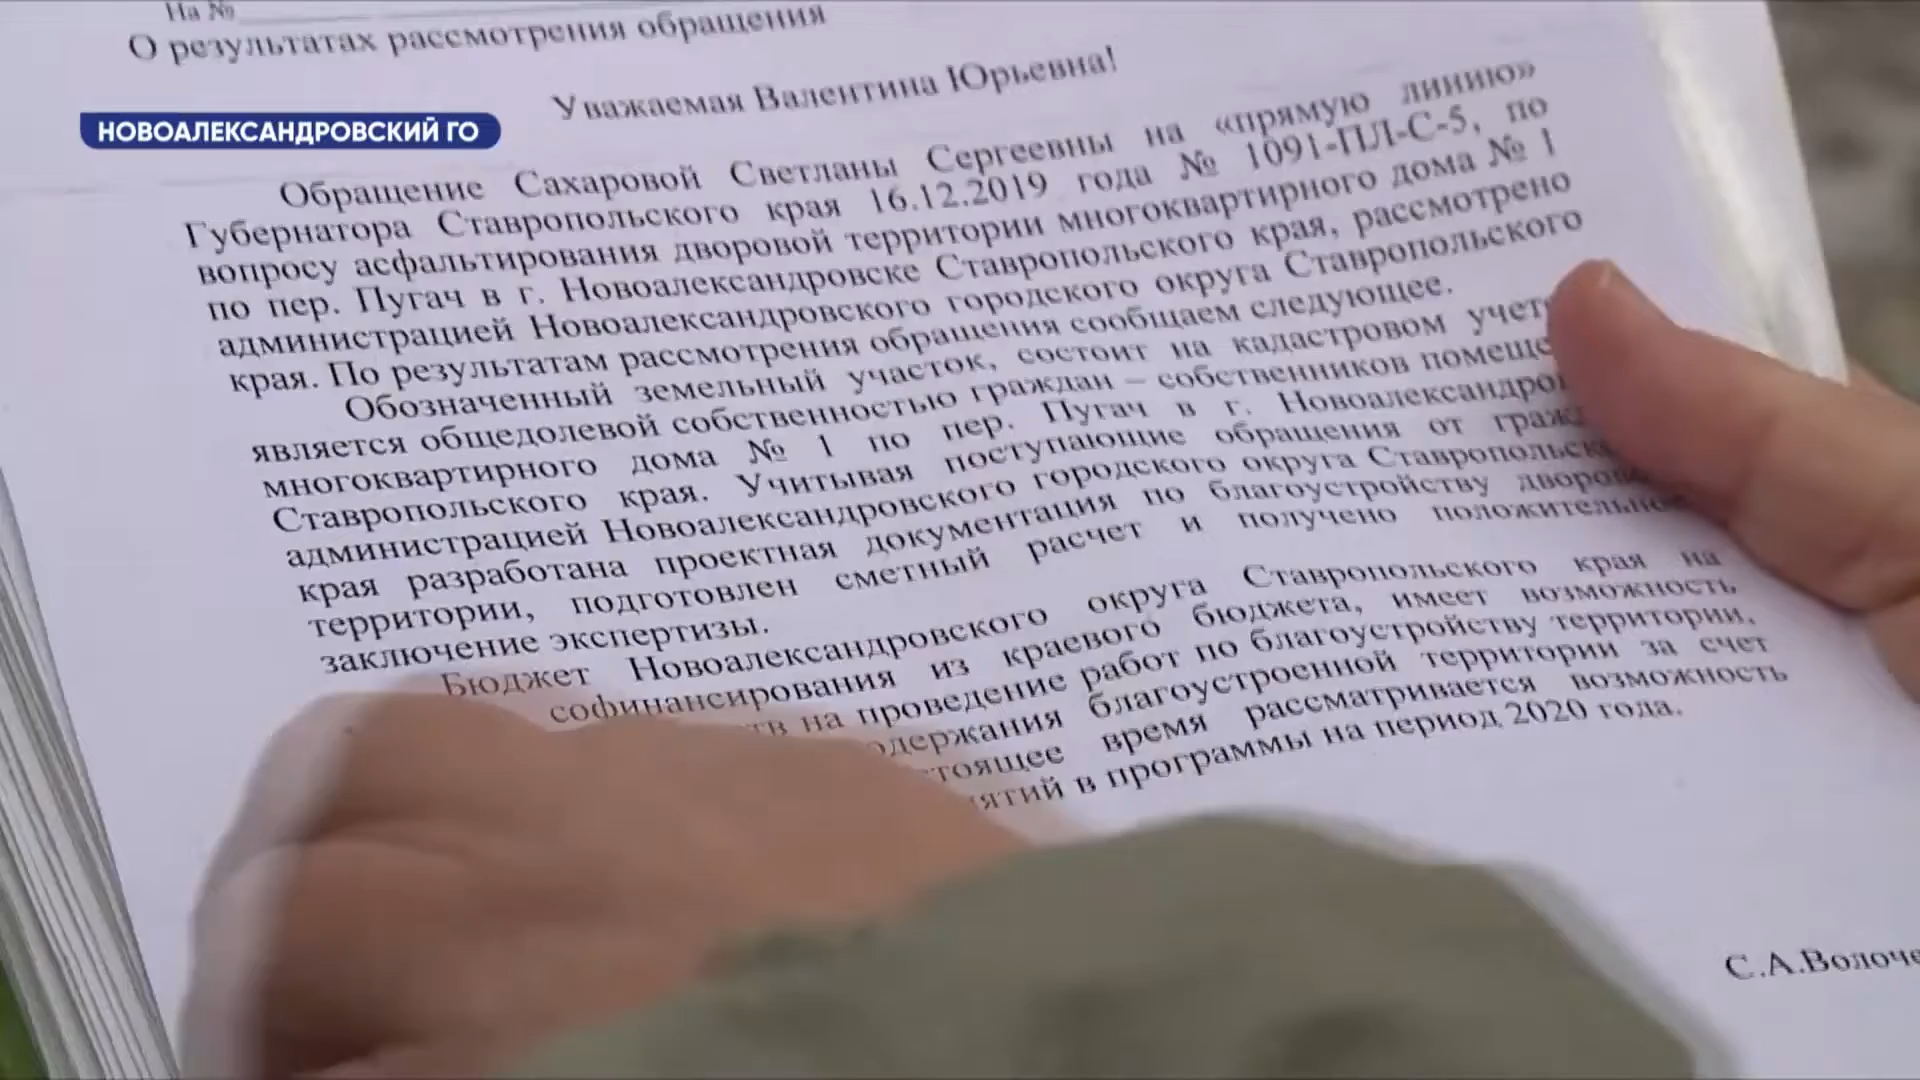 На №
О результатах рассмотрения обращения
Уважаемая Валентина Юрьевна!
НОВОАЛЕКСАНДРОВСКИЙ ГО
Обращение Сахаровой Светланы Сергеевны на «прямую линию»
Губернатора Ставропольского края 16.12.2019 года № 1091-ПЛ-С-5, по
вопросу асфальтирования дворовой территории многоквартирного дома № 1
по пер. Пугач в г. Новоалександровске Ставропольского края, рассмотрено
администрацией Новоалександровского городского округа Ставропольского
края. По результатам рассмотрения обращения сообщаем следующее.
Обозначенный земельный участок, состоит на кадастровом
является общедолевой собственностью граждан – собственников
многоквартирного дома № 1 по пер. Пугач в г.
Ставропольского края. Учитывая поступающие обращения от
администрацией Новоалександровского городского округа
края разработана проектная документация по благоустройству
территории, подготовлен сметный расчет и получено
заключение экспертизы.
Бюджет Новоалександровского округа Ставропольского края на
софинансирования из краевого бюджета, имеет возможность
на проведение работ по благоустройству территории,
благоустроенной территории за счет
время рассматривается возможность
в программы на период 2020 года.